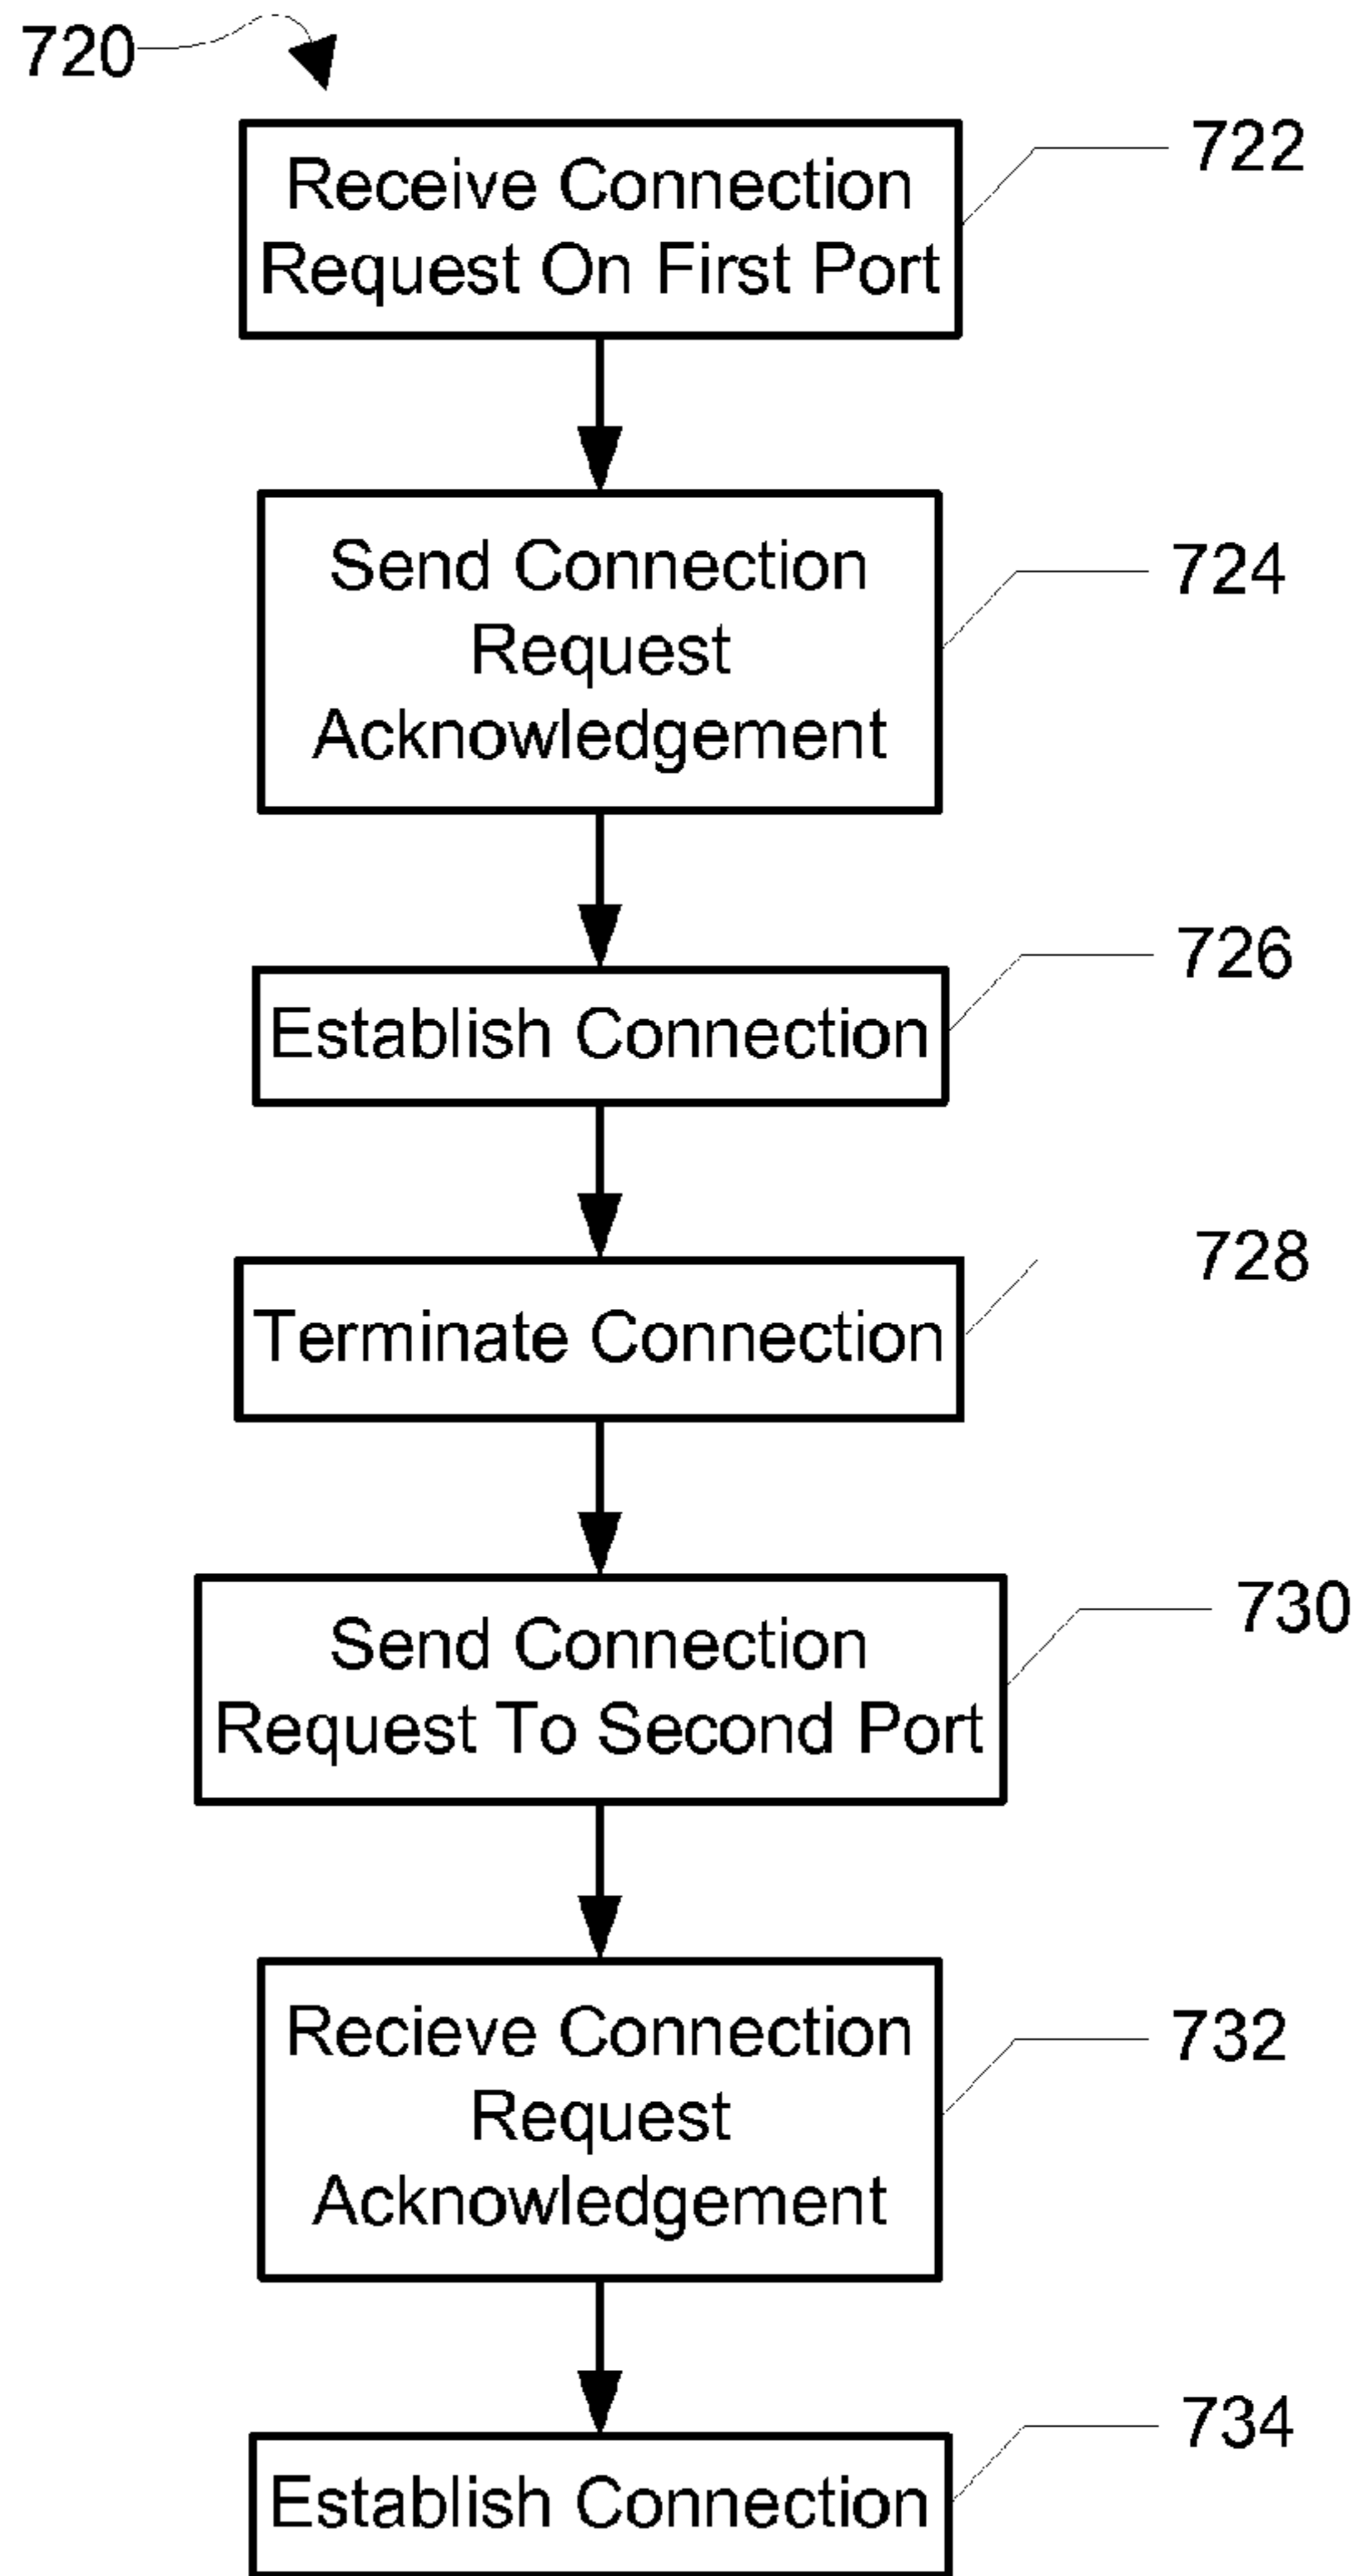 720
722
Receive Connection
Request On First Port
724
Send Connection
Request
Acknowledgement
726
Establish Connection
728
Terminate Connection
730
Send Connection
Request To Second Port
732
Recieve Connection
Request
Acknowledgement
734
Establish Connection